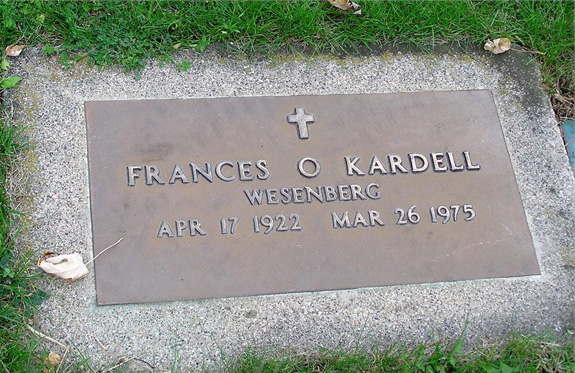 FRANCES O KARDELL
WESENBERG
APR 17 1922 MAR 26 1975